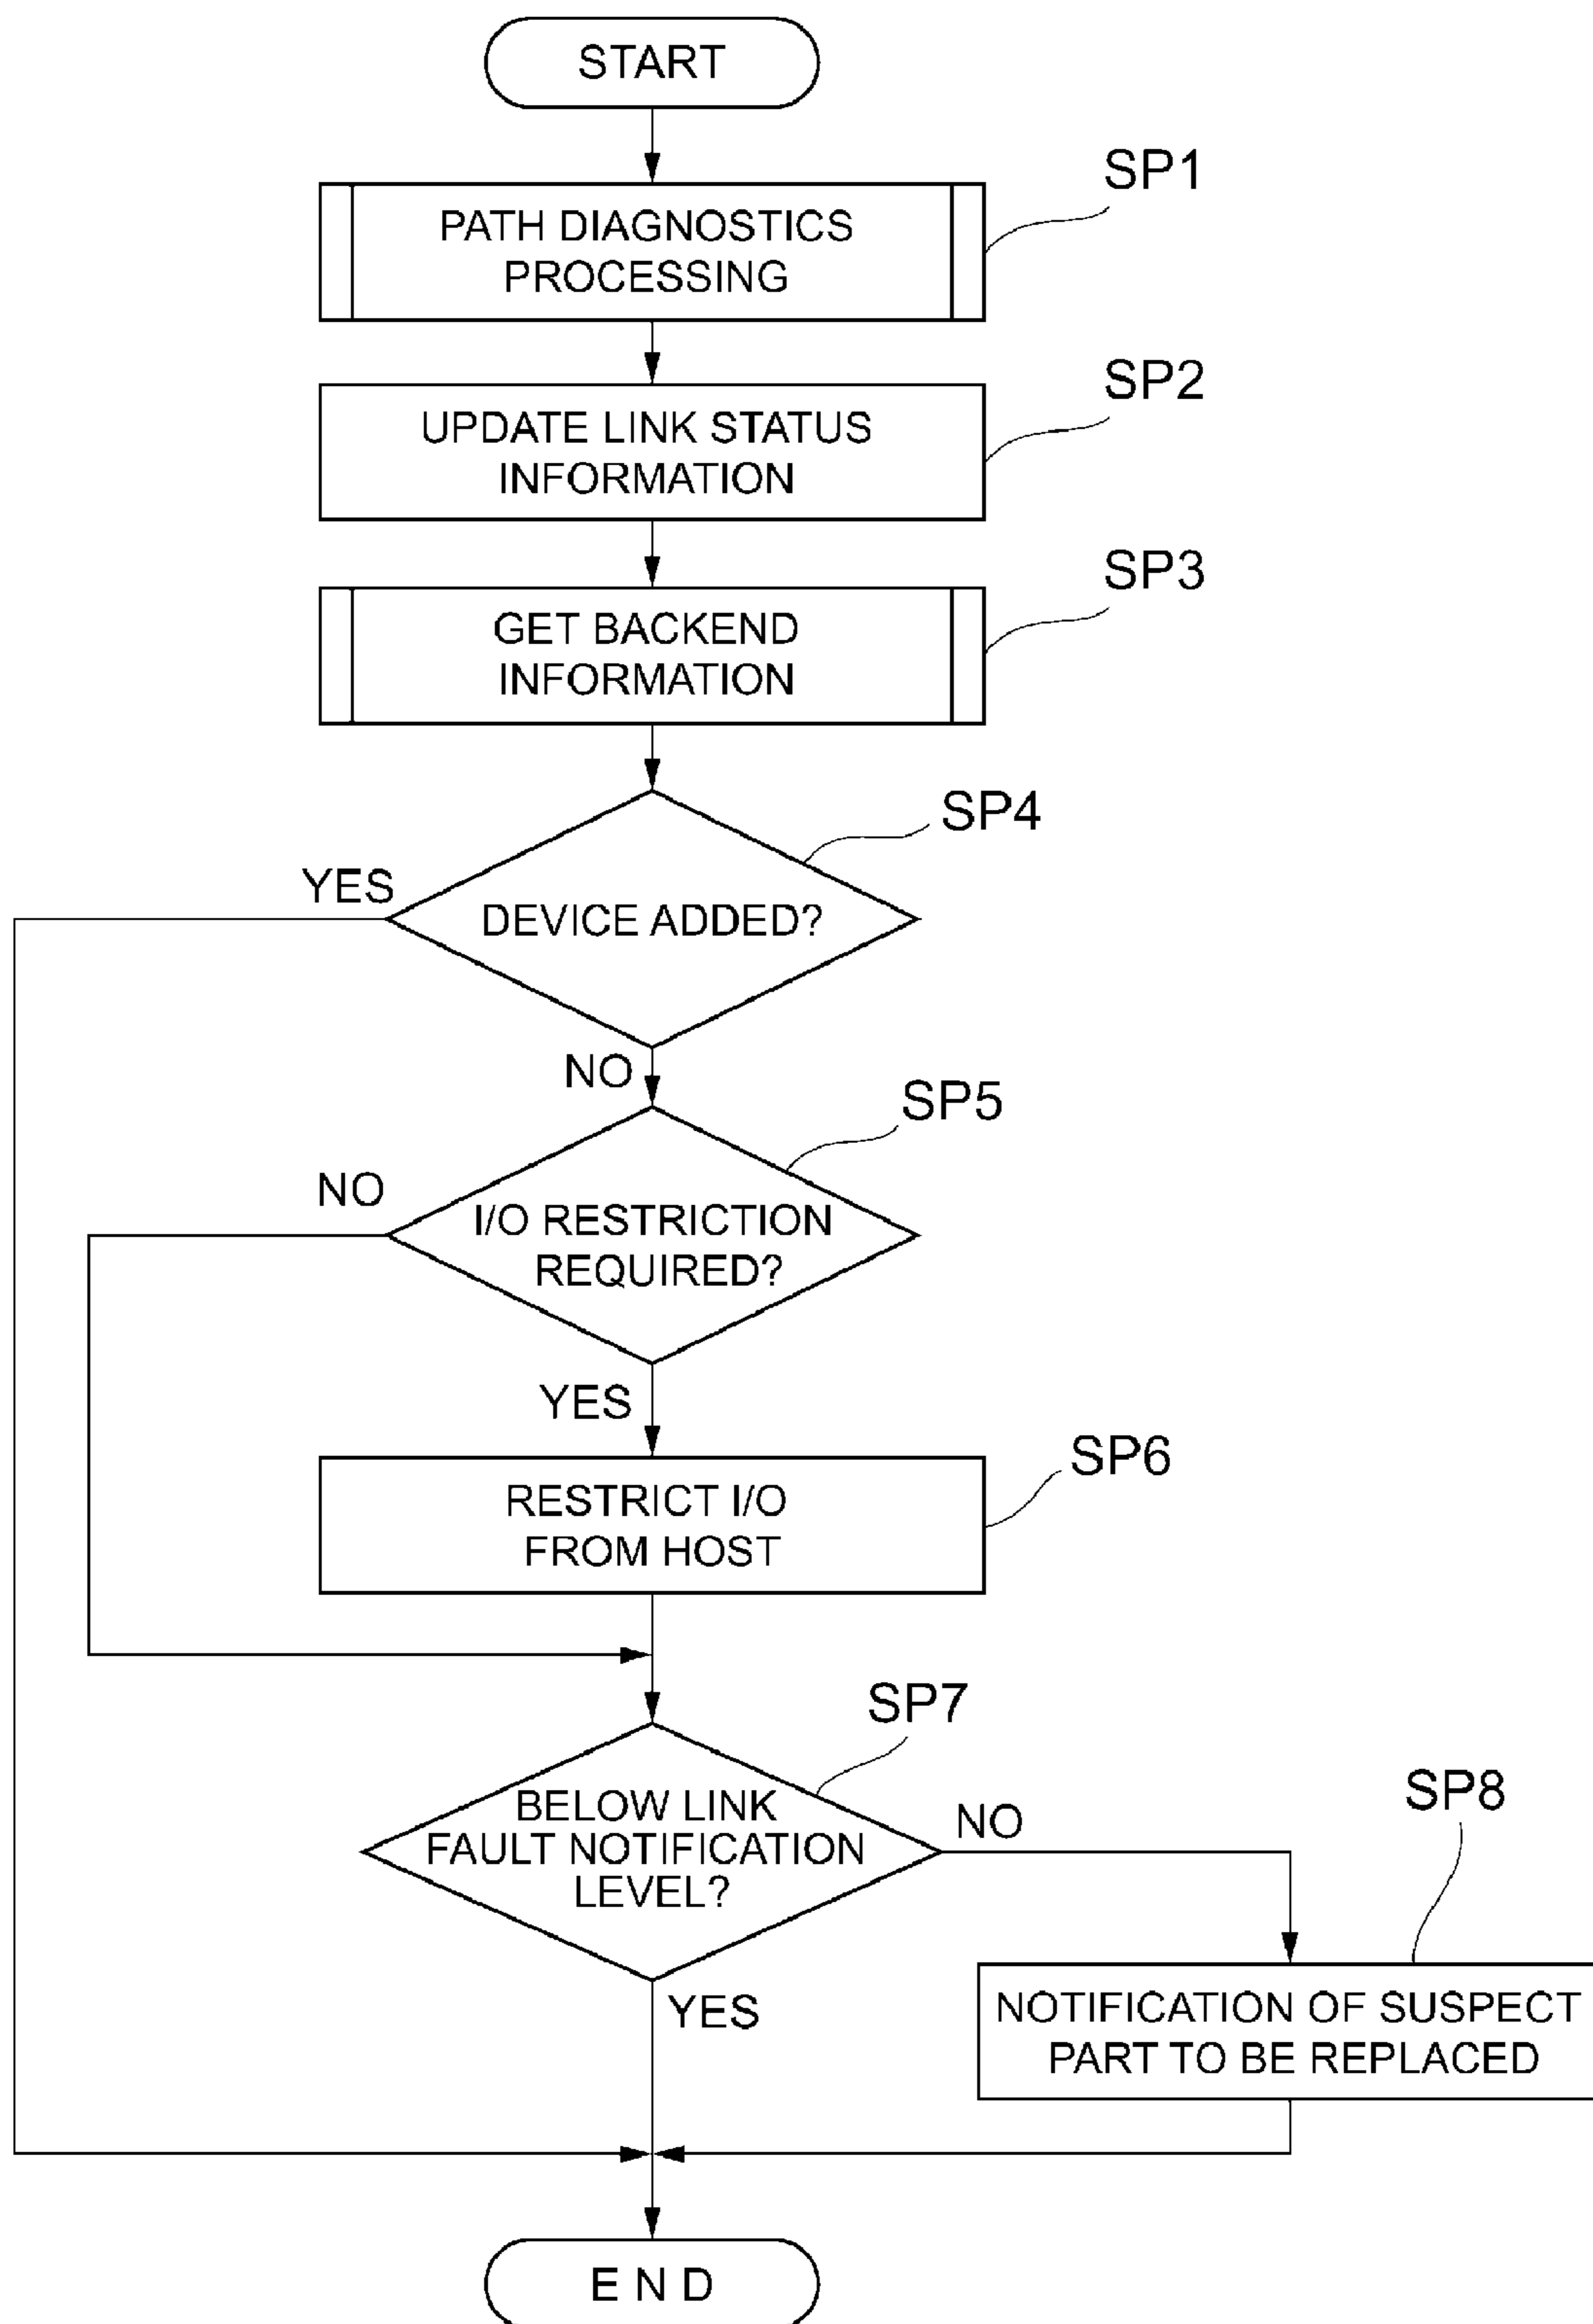 START
SP1
PATH DIAGNOSTICS
PROCESSING
SP2
UPDATE LINK STATUS
INFORMATION
SP3
GET BACKEND
INFORMATION
SP4
YES
DEVICE ADDED?
NO
SP5
NO
I/O RESTRICTION
REQUIRED?
YES
SP6
RESTRICT I/O
FROM HOST
SP7
BELOW LINK
FAULT NOTIFICATION
LEVEL?
NO
SP8
YES
NOTIFICATION OF SUSPECT
PART TO BE REPLACED
END